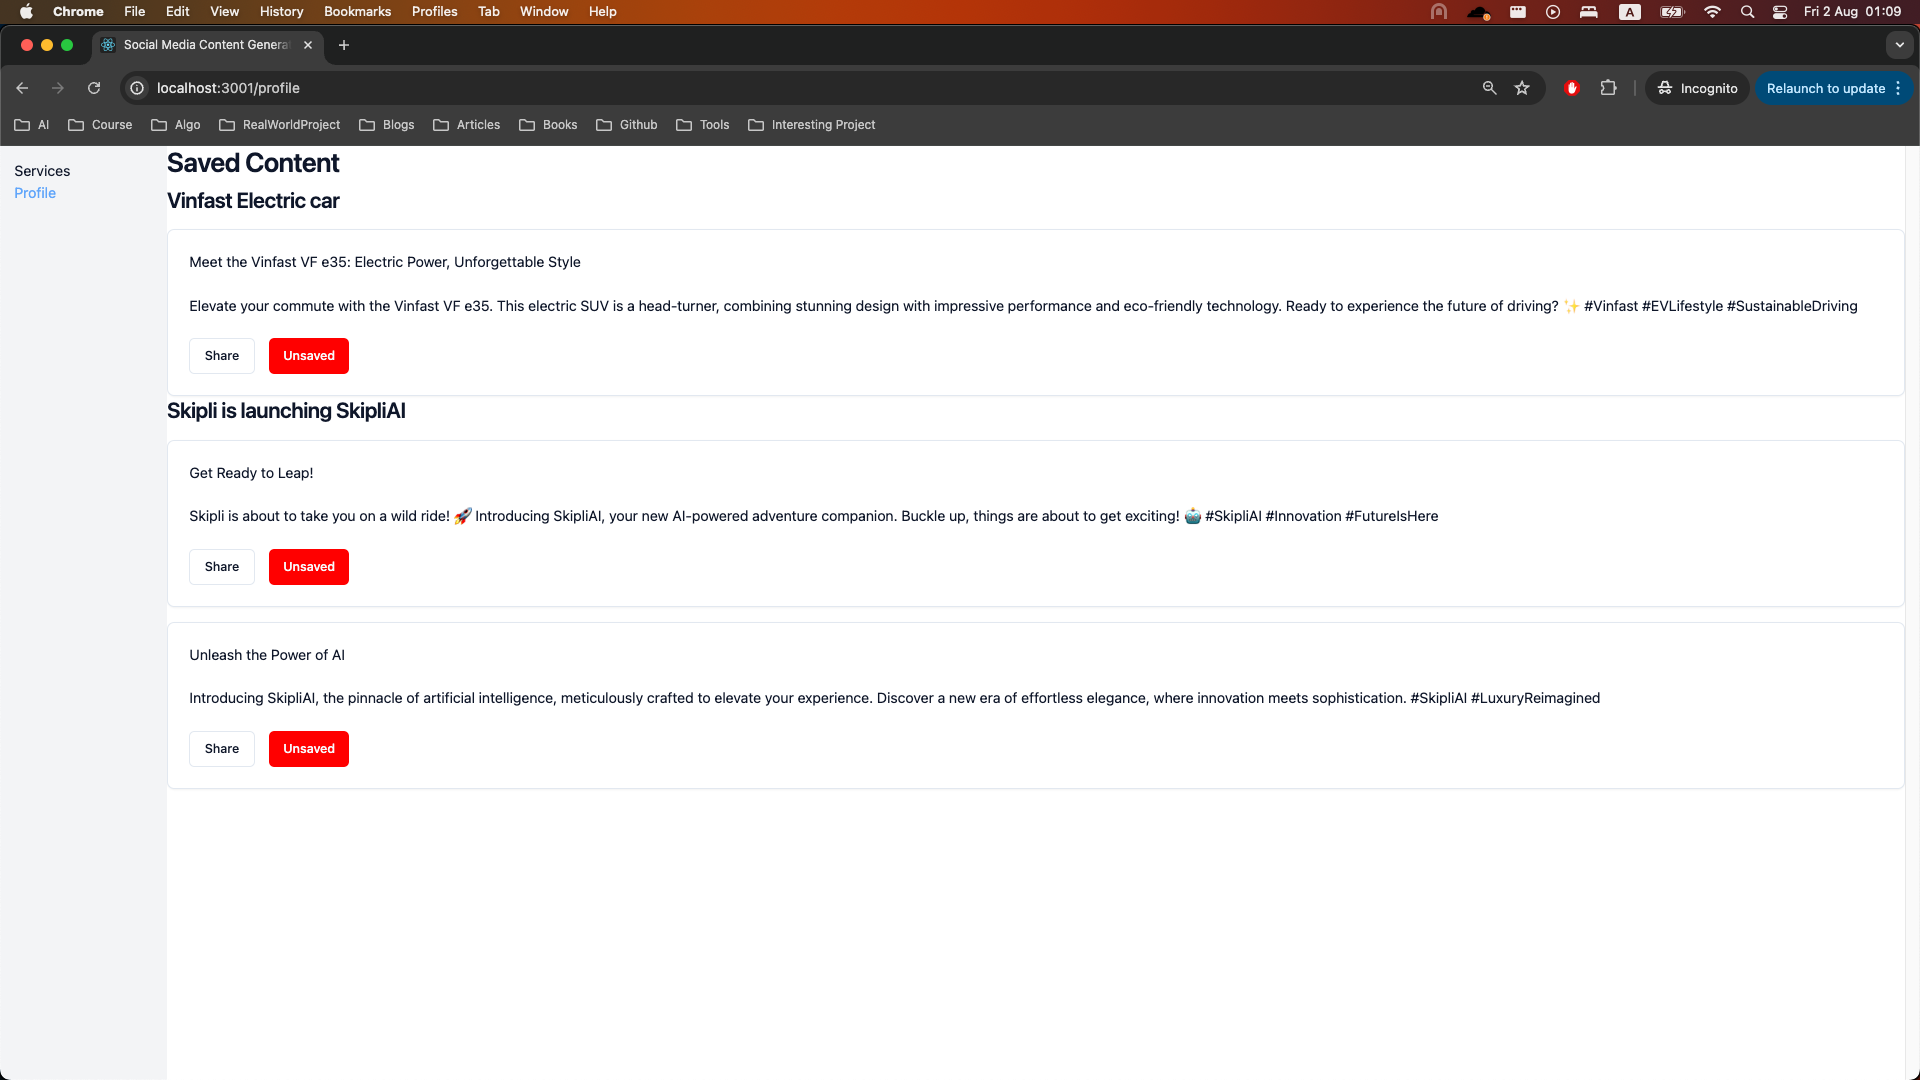 Chrome File Edit View History Bookmarks Profiles Tab Window Help A Fri 2 Aug 01:09
Social Media Content Genera
localhost:3001/profile Incognito Relaunch to update
AI Course Algo RealWorldProject Blogs Articles Books Github Tools Interesting Project
Services
Profile
Saved Content
Vinfast Electric car
Meet the Vinfast VF e35: Electric Power, Unforgettable Style
Elevate your commute with the Vinfast VF e35. This electric SUV is a head-turner, combining stunning design with impressive performance and eco-friendly technology. Ready to experience the future of driving? ✨ #Vinfast #EVLifestyle #SustainableDriving
Share Unsaved
Skipli is launching SkipliAI
Get Ready to Leap!
Skipli is about to take you on a wild ride! 🚀 Introducing SkipliAI, your new AI-powered adventure companion. Buckle up, things are about to get exciting! 🤖 #SkipliAI #Innovation #FutureIsHere
Share Unsaved
Unleash the Power of AI
Introducing SkipliAI, the pinnacle of artificial intelligence, meticulously crafted to elevate your experience. Discover a new era of effortless elegance, where innovation meets sophistication. #SkipliAI #LuxuryReimagined
Share Unsaved